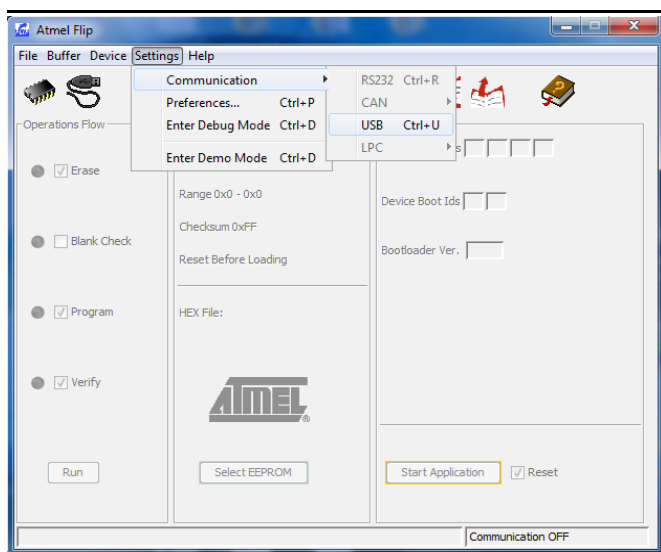 Atmel Flip
File Buffer Device Settings Help
Communication
Preferences... Ctrl+P
Enter Debug Mode Ctrl+D
Enter Demo Mode Ctrl+D
RS232 Ctrl+R
CAN
USB Ctrl+U
LPC
Operations Flow
Erase
Blank Check
Program
Verify
Run
Range 0x0 - 0x0
Checksum 0xFF
Reset Before Loading
HEX File:
ATMEL
®
Select EEPROM
s
Device Boot Ids
Bootloader Ver.
Start Application
Reset
Communication OFF